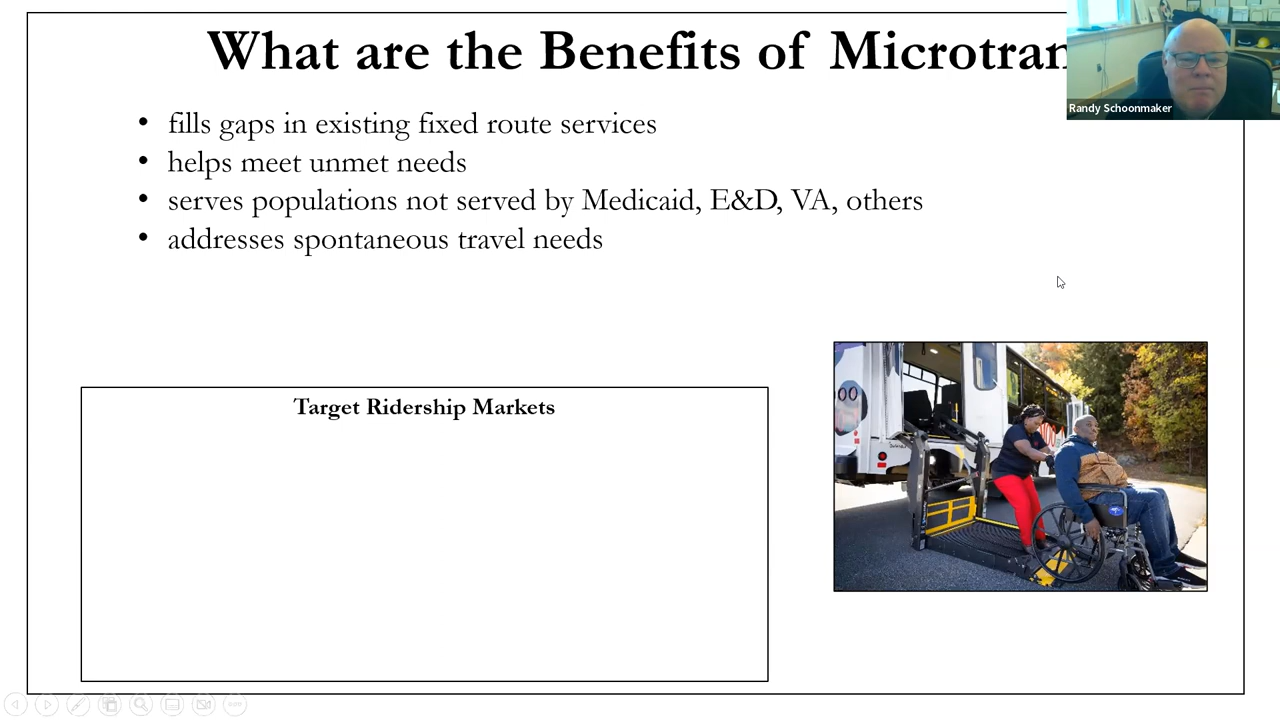 What are the Benefits of Microtran
Randy Schoonmaker
• fills gaps in existing fixed route services
• helps meet unmet needs
• serves populations not served by Medicaid, E&D, VA, others
• addresses spontaneous travel needs
Target Ridership Markets
00